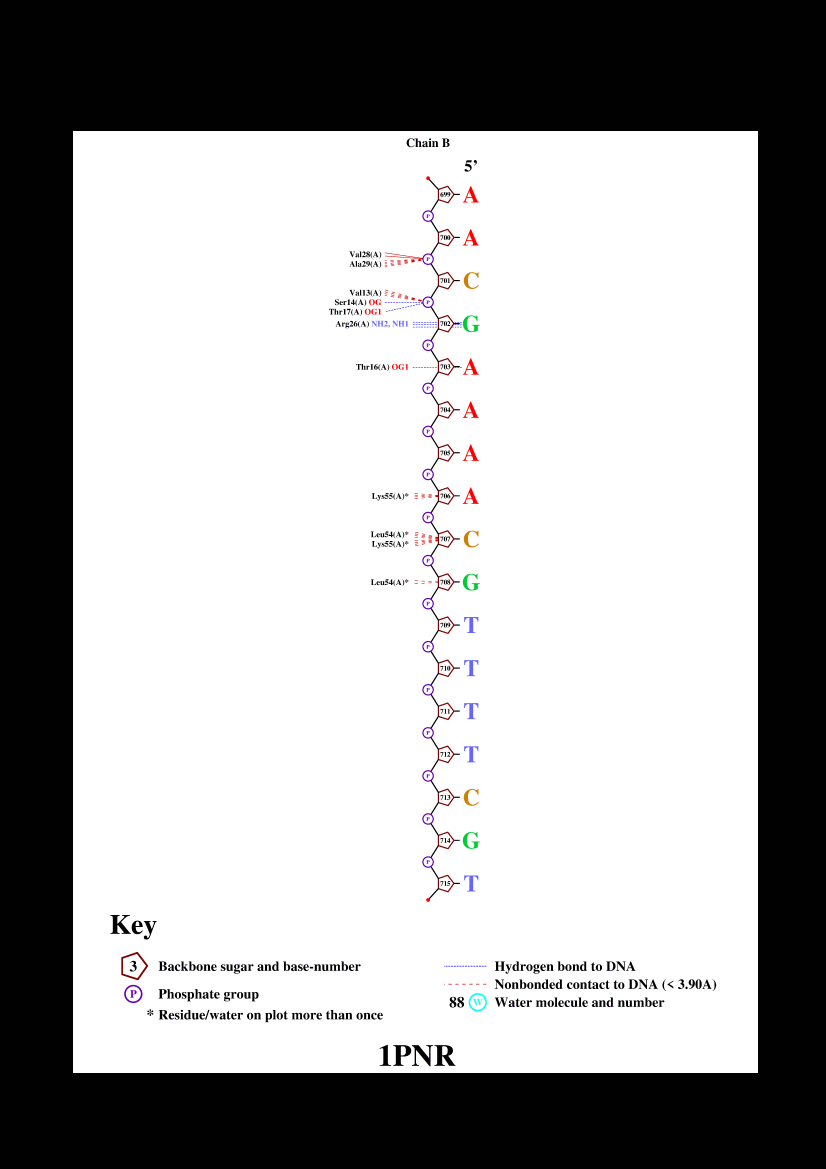 Chain B
5’
699 A
P
700 A
Val28(A)
Ala29(A)
P
701 C
Val13(A)
Ser14(A) OG
Thr17(A) OG1
P
Arg26(A) NH2, NH1 702 G
P
Thr16(A) OG1 703 A
P
704 A
P
705 A
P
Lys55(A)* 706 A
P
Leu54(A)*
Lys55(A)*
707 C
P
Leu54(A)* 708 G
P
709 T
P
710 T
P
711 T
P
712 T
P
713 C
P
714 G
P
715 T
Key
3 Backbone sugar and base-number
P Phosphate group
* Residue/water on plot more than once
Hydrogen bond to DNA
Nonbonded contact to DNA (< 3.90A)
88 W Water molecule and number
1PNR